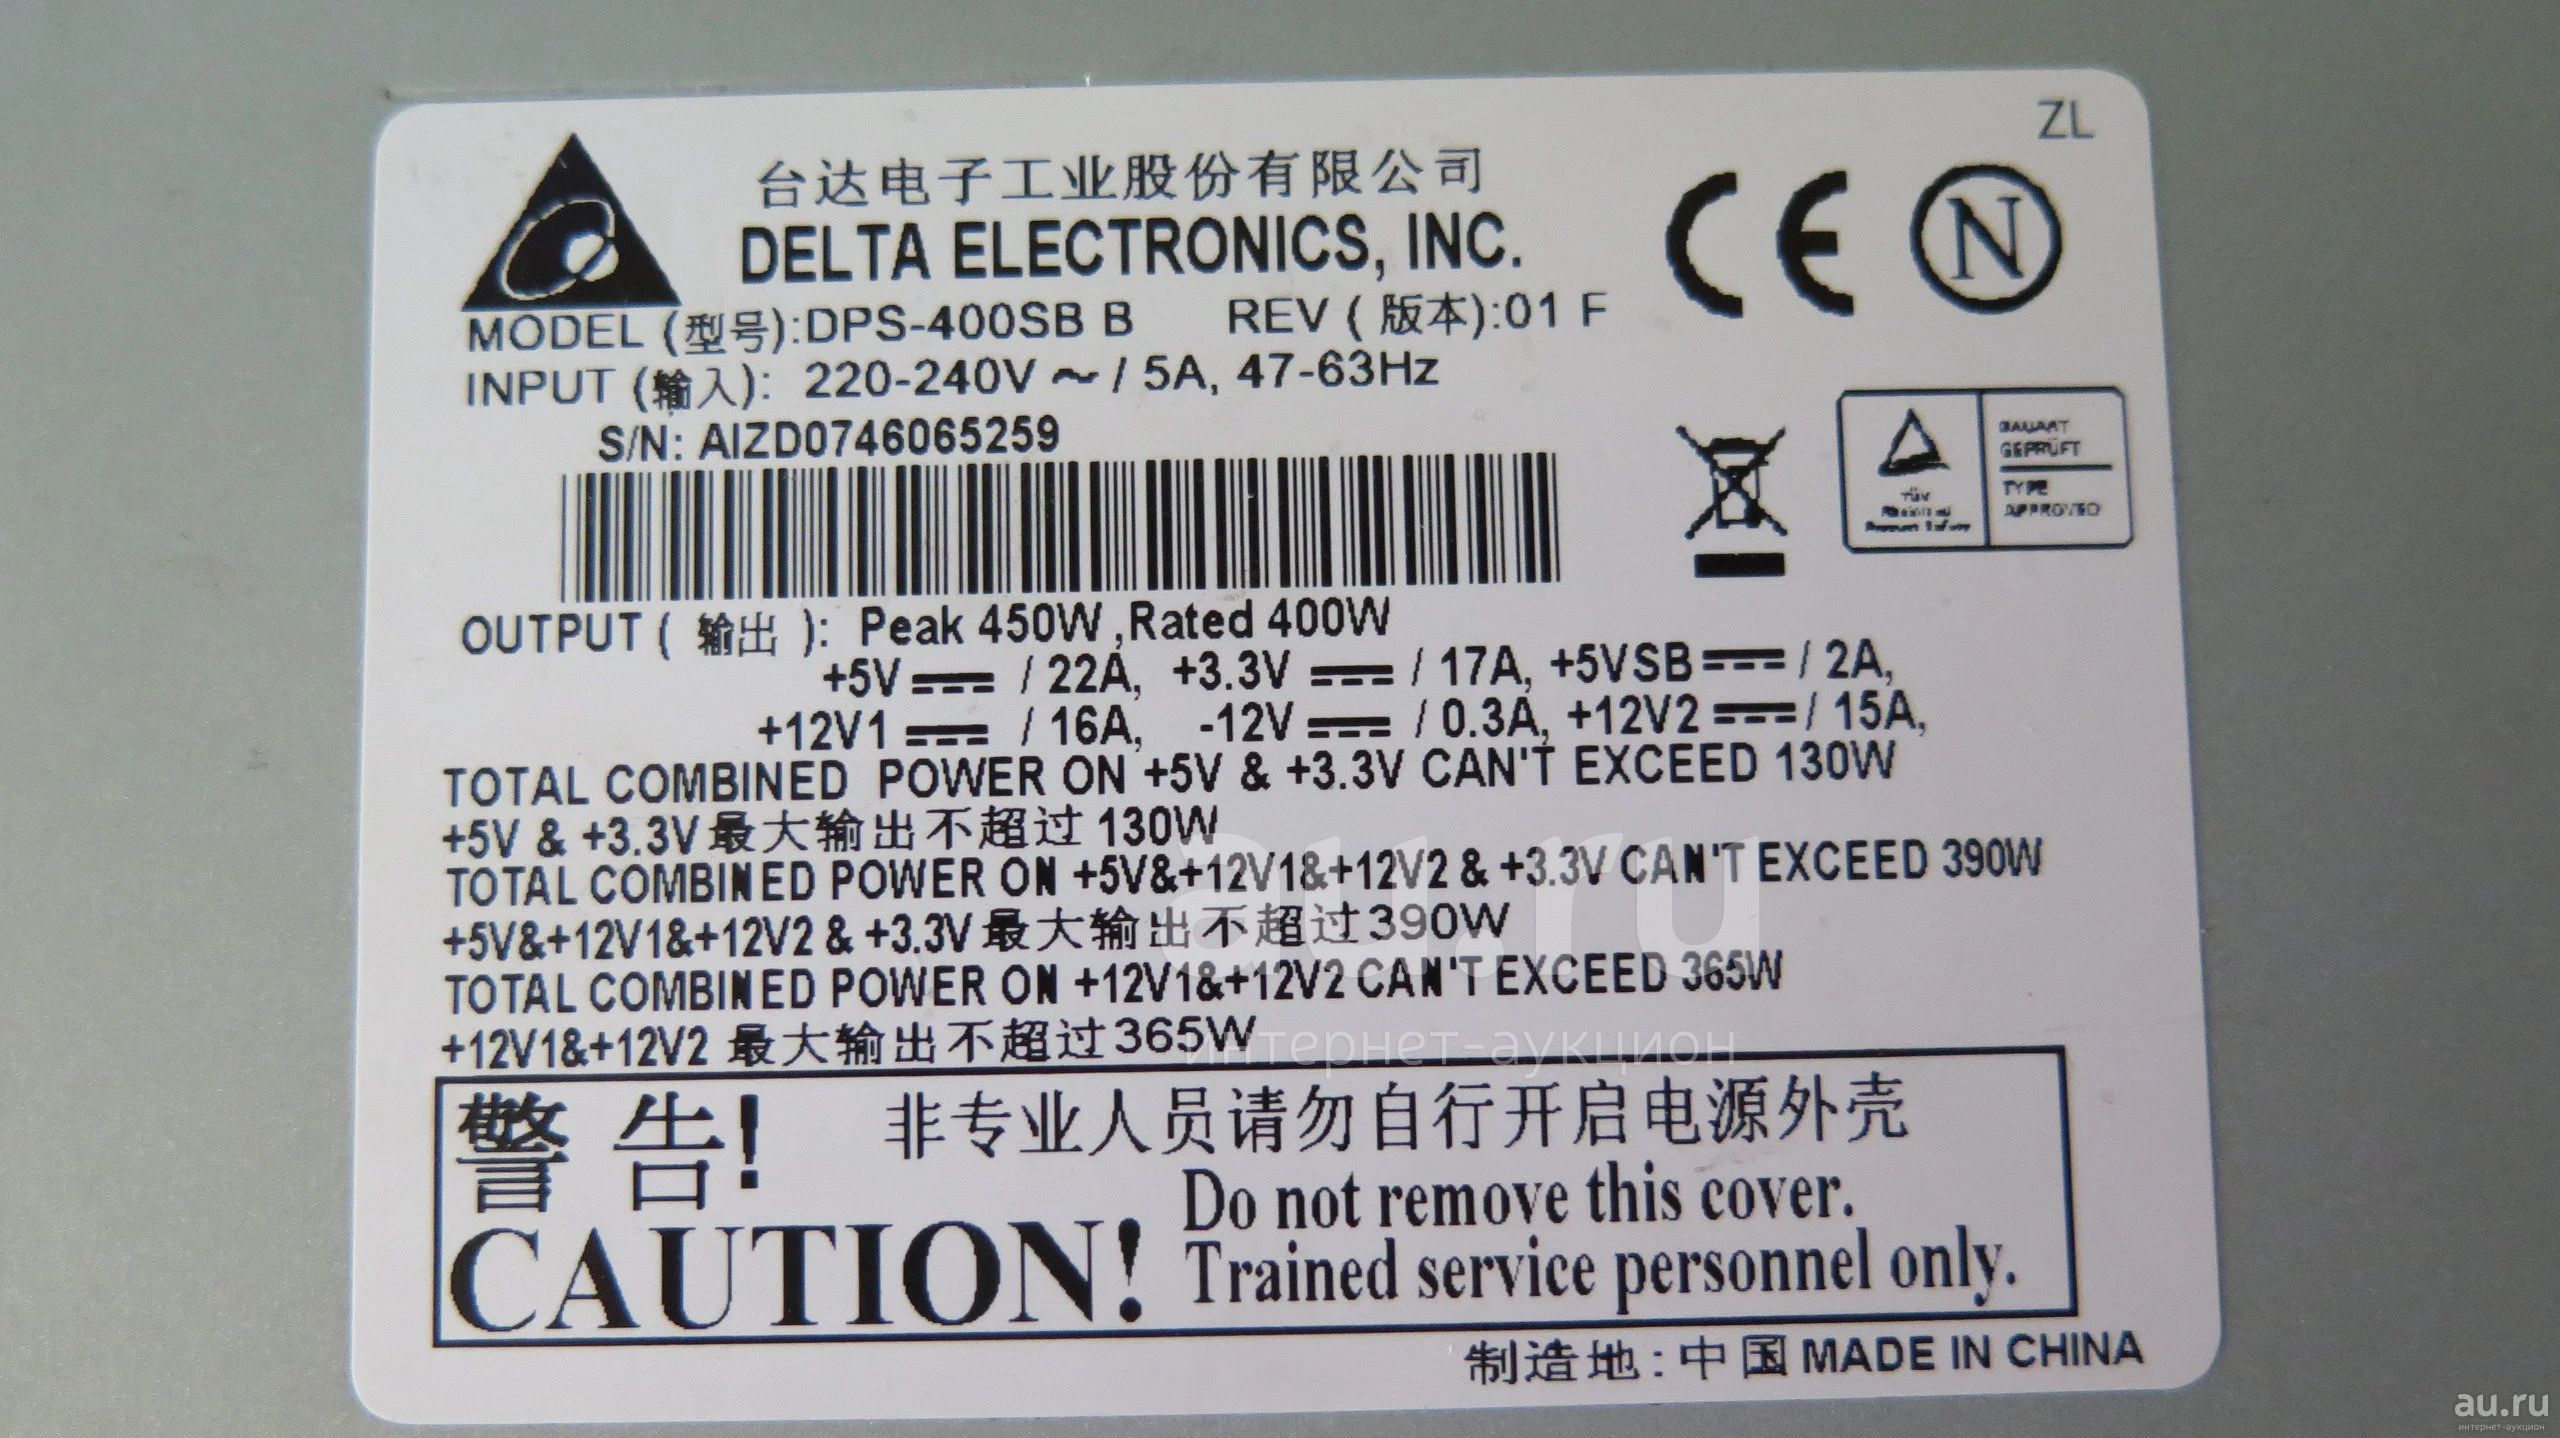 ZL
台达电子工业股份有限公司
DELTA ELECTRONICS, INC.
CE N
MODEL (型号):DPS-400SB B REV ( 版本):01 F
INPUT (输入): 220-240V ~ / 5A, 47-63Hz
S/N: AIZD0746065259
BAUART
GEPRÜFT
TYPE
APPROVED
TÜV
OUTPUT ( 输出 ): Peak 450W ,Rated 400W
+5V ⎓ / 22A, +3.3V ⎓ / 17A, +5VSB ⎓ / 2A,
+12V1 ⎓ / 16A, -12V ⎓ / 0.3A, +12V2 ⎓ / 15A,
TOTAL COMBINED POWER ON +5V & +3.3V CAN'T EXCEED 130W
+5V & +3.3V 最大输出不超过 130W
TOTAL COMBINED POWER ON +5V&+12V1&+12V2 & +3.3V CAN'T EXCEED 390W
+5V&+12V1&+12V2 & +3.3V 最大输出不超过390W
TOTAL COMBINED POWER ON +12V1&+12V2 CAN'T EXCEED 365W
+12V1&+12V2 最大输出不超过365W
警告! 非专业人员请勿自行开启电源外壳
CAUTION! Do not remove this cover.
Trained service personnel only.
制造地:中国 MADE IN CHINA
au.ru
интернет-аукцион
au.ru
интернет-аукцион